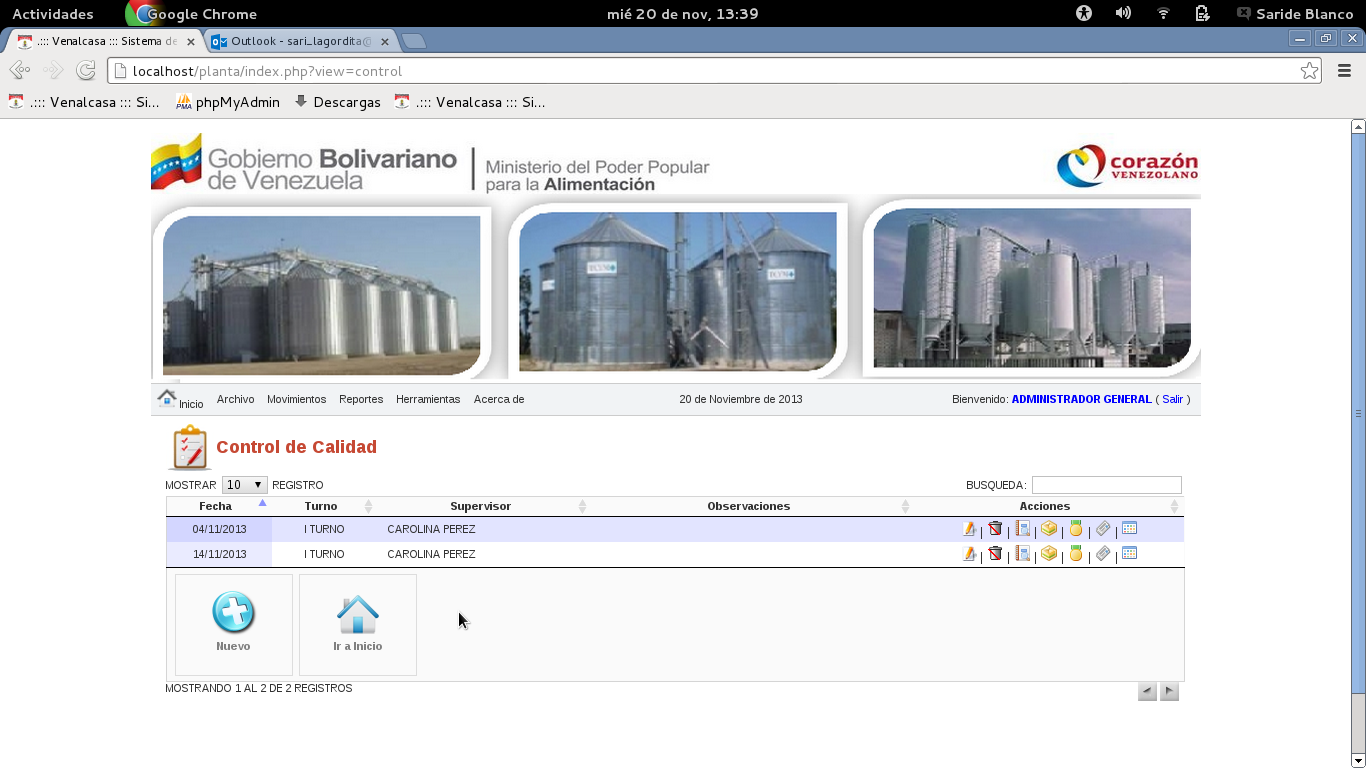 Actividades
Google Chrome
mié 20 de nov, 13:39
Saride Blanco
.::: Venalcasa ::: Sistema de
Outlook - sari_lagordita@
localhost/planta/index.php?view=control
.::: Venalcasa ::: Si...
phpMyAdmin
Descargas
.::: Venalcasa ::: Si...
Gobierno Bolivariano
de Venezuela
Ministerio del Poder Popular
para la Alimentación
corazón
VENEZOLANO
Inicio
Archivo
Movimientos
Reportes
Herramientas
Acerca de
20 de Noviembre de 2013
Bienvenido: ADMINISTRADOR GENERAL ( Salir )
Control de Calidad
MOSTRAR 10 REGISTRO
BUSQUEDA:
Fecha Turno Supervisor Observaciones Acciones
04/11/2013 I TURNO CAROLINA PEREZ | | | | | |
14/11/2013 I TURNO CAROLINA PEREZ | | | | | |
Nuevo
Ir a Inicio
MOSTRANDO 1 AL 2 DE 2 REGISTROS